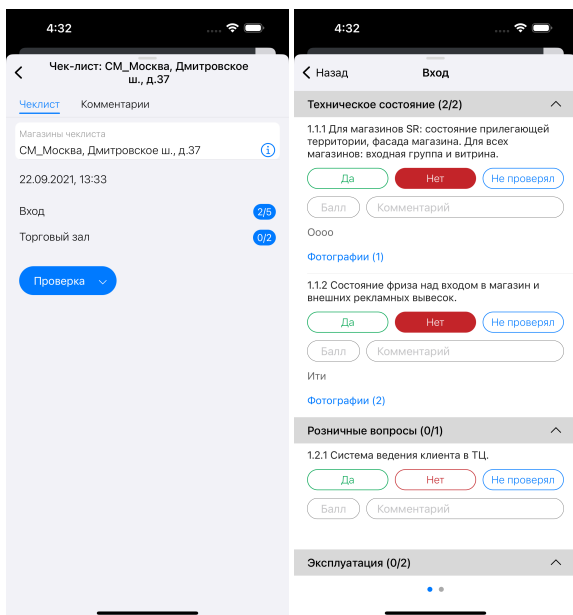 4:32
Чек-лист: СМ_Москва, Дмитровское
ш., д.37
Чеклист Комментарии
Магазины чеклиста
СМ_Москва, Дмитровское ш., д.37
22.09.2021, 13:33
Вход 2/5
Торговый зал 0/2
Проверка
4:32
Назад Вход
Техническое состояние (2/2)
1.1.1 Для магазинов SR: состояние прилегающей
территории, фасада магазина. Для всех
магазинов: входная группа и витрина.
Да Нет Не проверял
Балл Комментарий
Оооо
Фотографии (1)
1.1.2 Состояние фриза над входом в магазин и
внешних рекламных вывесок.
Да Нет Не проверял
Балл Комментарий
Ити
Фотографии (2)
Розничные вопросы (0/1)
1.2.1 Система ведения клиента в ТЦ.
Да Нет Не проверял
Балл Комментарий
Эксплуатация (0/2)